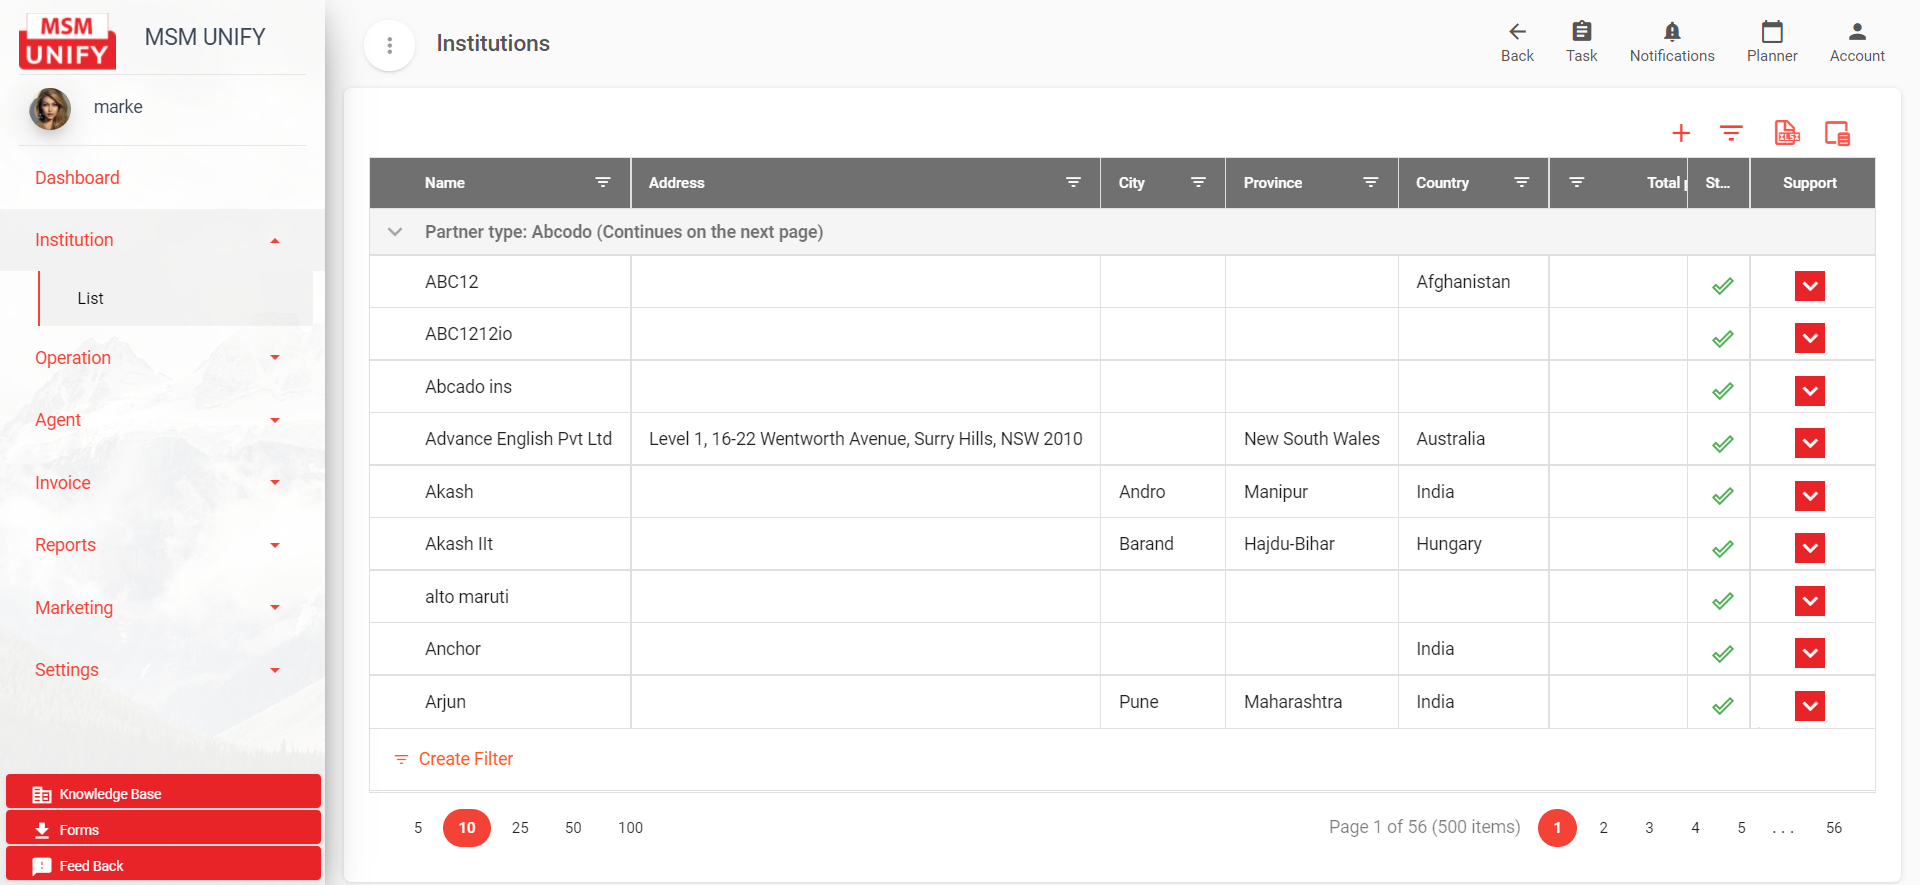 MSM
UNIFY
MSM UNIFY
marke
Dashboard
Institution
List
Operation
Agent
Invoice
Reports
Marketing
Settings
Knowledge Base
Forms
Feed Back
Institutions
Back Task Notifications Planner Account
Name Address City Province Country Total p St... Support
Partner type: Abcodo (Continues on the next page)
ABC12 Afghanistan
ABC1212io
Abcado ins
Advance English Pvt Ltd Level 1, 16-22 Wentworth Avenue, Surry Hills, NSW 2010 New South Wales Australia
Akash Andro Manipur India
Akash IIt Barand Hajdu-Bihar Hungary
alto maruti
Anchor India
Arjun Pune Maharashtra India
Create Filter
5 10 25 50 100 Page 1 of 56 (500 items) 1 2 3 4 5 . . . 56